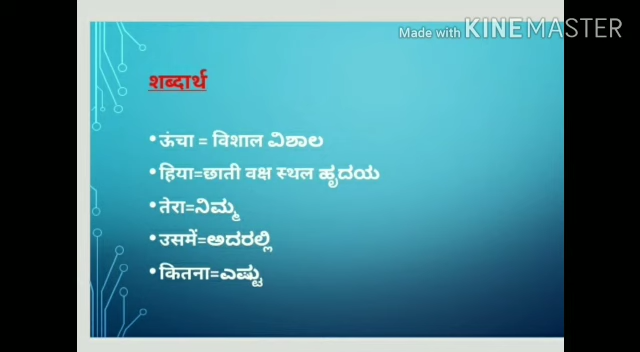 Made with KINEMASTER
शब्दार्थ
•ऊंचा = विशाल ವಿಶಾಲ
•हिया=छाती वक्ष स्थल ಹೃದಯ
•तेरा=ನಿಮ್ಮ
•उसमें=ಅದರಲ್ಲಿ
•कितना=ಎಷ್ಟು